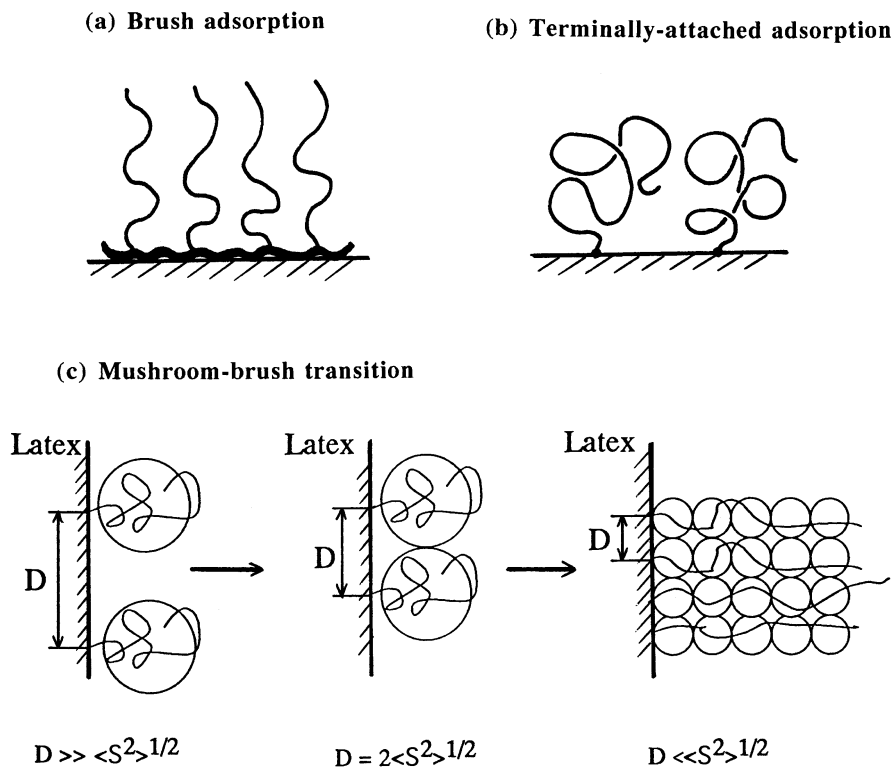 (a) Brush adsorption
(b) Terminally-attached adsorption
(c) Mushroom-brush transition
Latex
Latex
Latex
D
D
D
D >> <S²>¹/²
D = 2<S²>¹/²
D <<S²>¹/²